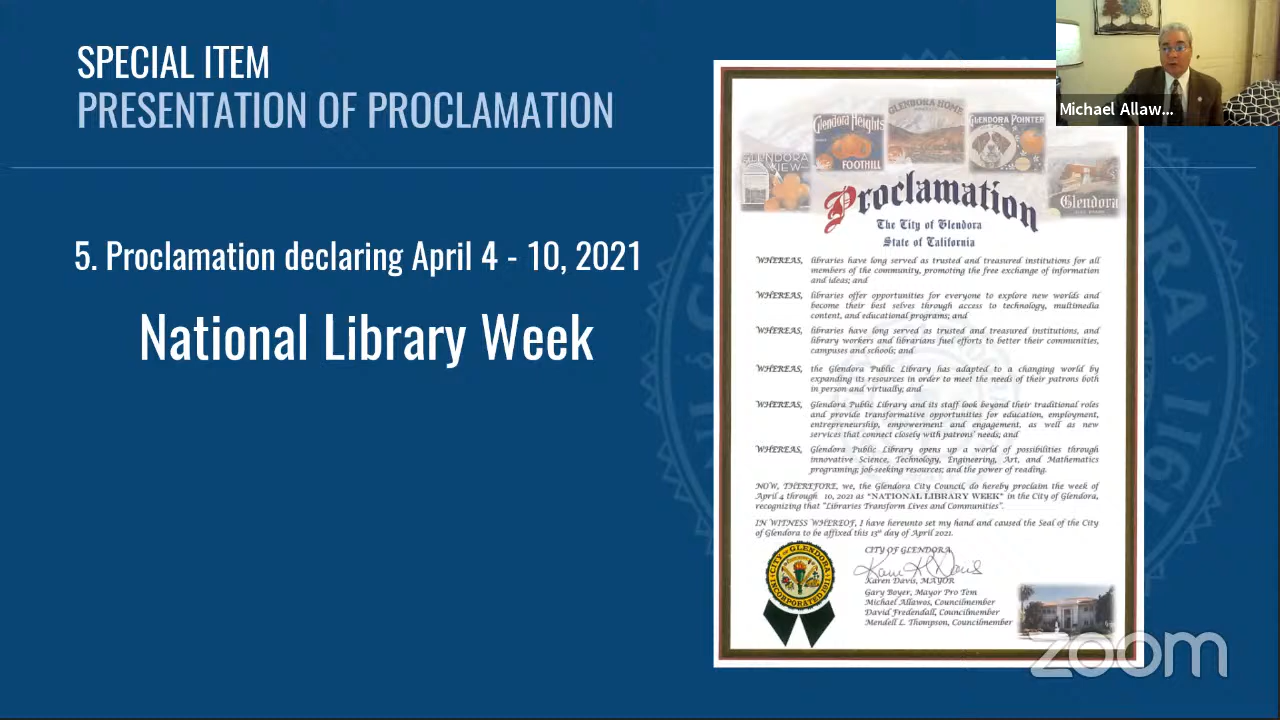 SPECIAL ITEM
PRESENTATION OF PROCLAMATION
5. Proclamation declaring April 4 - 10, 2021
National Library Week
Michael Allaw...
GLENDORA HOME
Glendora Heights
FOOTHILL
GLENDORA POINTER
GLENDORA
VIEW
Glendora
Proclamation
The City of Glendora
State of California
WHEREAS, libraries have long served as trusted and treasured institutions for all
members of the community, promoting the free exchange of information
and ideas; and
WHEREAS, libraries offer opportunities for everyone to explore new worlds and
become their best selves through access to technology, multimedia
content, and educational programs; and
WHEREAS, libraries have long served as trusted and treasured institutions, and
library workers and librarians fuel efforts to better their communities,
campuses and schools; and
WHEREAS, the Glendora Public Library has adapted to a changing world by
expanding its resources in order to meet the needs of their patrons both
in person and virtually; and
WHEREAS, Glendora Public Library and its staff look beyond their traditional roles
and provide transformative opportunities for education, employment,
entrepreneurship, empowerment and engagement, as well as new
services that connect closely with patrons' needs; and
WHEREAS, Glendora Public Library opens up a world of possibilities through
innovative Science, Technology, Engineering, Art, and Mathematics
programing; job-seeking resources; and the power of reading.
NOW, THEREFORE, we, the Glendora City Council, do hereby proclaim the week of
April 4 through 10, 2021 as "NATIONAL LIBRARY WEEK" in the City of Glendora,
recognizing that "Libraries Transform Lives and Communities".
IN WITNESS WHEREOF, I have hereunto set my hand and caused the Seal of the City
of Glendora to be affixed this 13th day of April 2021.
CITY OF GLENDORA
Karen K Davis
Karen Davis, MAYOR
Gary Boyer, Mayor Pro Tem
Michael Allawos, Councilmember
David Fredendall, Councilmember
Mendell L. Thompson, Councilmember
CITY OF GLENDORA
INCORPORATED 1911
zoom